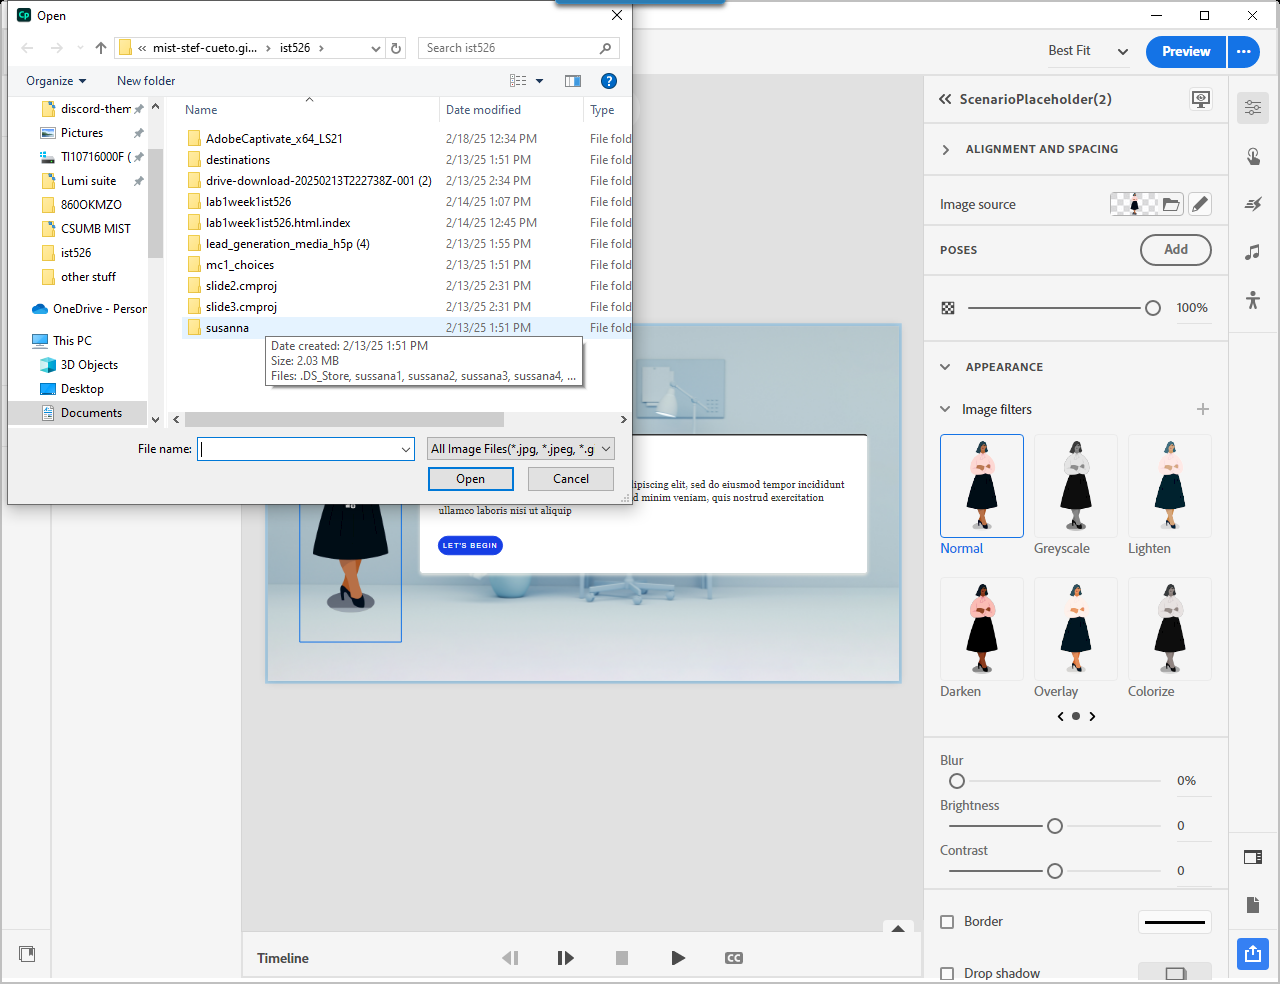 Cp Open
« mist-stef-cueto.gi... › ist526 ›
Search ist526
Organize
New folder
discord-them
Pictures
TI10716000F (
Lumi suite
860OKMZO
CSUMB MIST
ist526
other stuff
OneDrive - Person
This PC
3D Objects
Desktop
Documents
Name Date modified Type
AdobeCaptivate_x64_LS21 2/18/25 12:34 PM File fold
destinations 2/13/25 1:51 PM File fold
drive-download-20250213T222738Z-001 (2) 2/13/25 2:34 PM File fold
lab1week1ist526 2/14/25 1:07 PM File fold
lab1week1ist526.html.index 2/14/25 12:45 PM File fold
lead_generation_media_h5p (4) 2/13/25 1:55 PM File fold
mc1_choices 2/13/25 1:51 PM File fold
slide2.cmproj 2/13/25 2:31 PM File fold
slide3.cmproj 2/13/25 2:31 PM File fold
susanna 2/13/25 1:51 PM File fold
Date created: 2/13/25 1:51 PM
Size: 2.03 MB
Files: .DS_Store, sussana1, sussana2, sussana3, sussana4, ...
File name:
All Image Files(*.jpg, *.jpeg, *.g
Open
Cancel
Best Fit
Preview
ipiscing elit, sed do eiusmod tempor incididunt
d minim veniam, quis nostrud exercitation
ullamco laboris nisi ut aliquip
LET'S BEGIN
Timeline
CC
ScenarioPlaceholder(2)
ALIGNMENT AND SPACING
Image source
POSES
Add
100%
APPEARANCE
Image filters
Normal
Greyscale
Lighten
Darken
Overlay
Colorize
Blur
0%
Brightness
0
Contrast
0
Border
Drop shadow